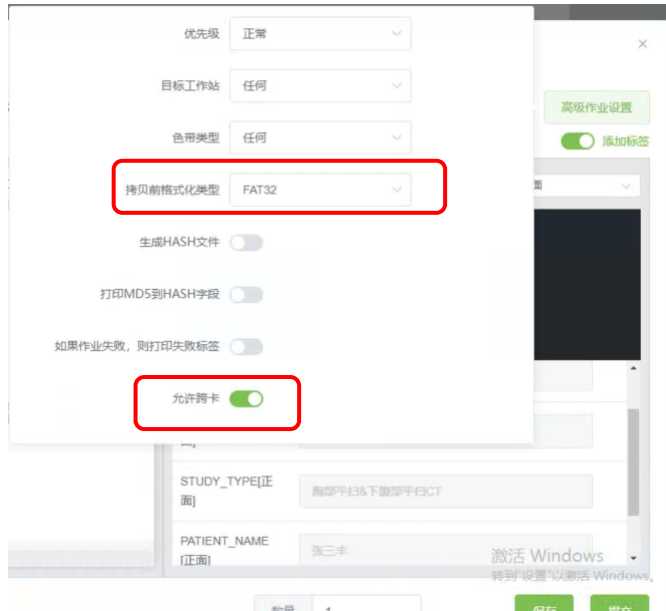 优先级 正常
×
目标工作站 任何
高级作业设置
色带类型 任何
添加标签
拷贝前格式化类型 FAT32
面
生成HASH文件
打印MD5到HASH字段
如果作业失败，则打印失败标签
允许跨卡
面]
STUDY_TYPE[正
面]
胸部平扫&下腹部平扫CT
PATIENT_NAME
[正面]
张三丰
激活 Windows
转到“设置”以激活 Windows。
数量 1
保存 提交